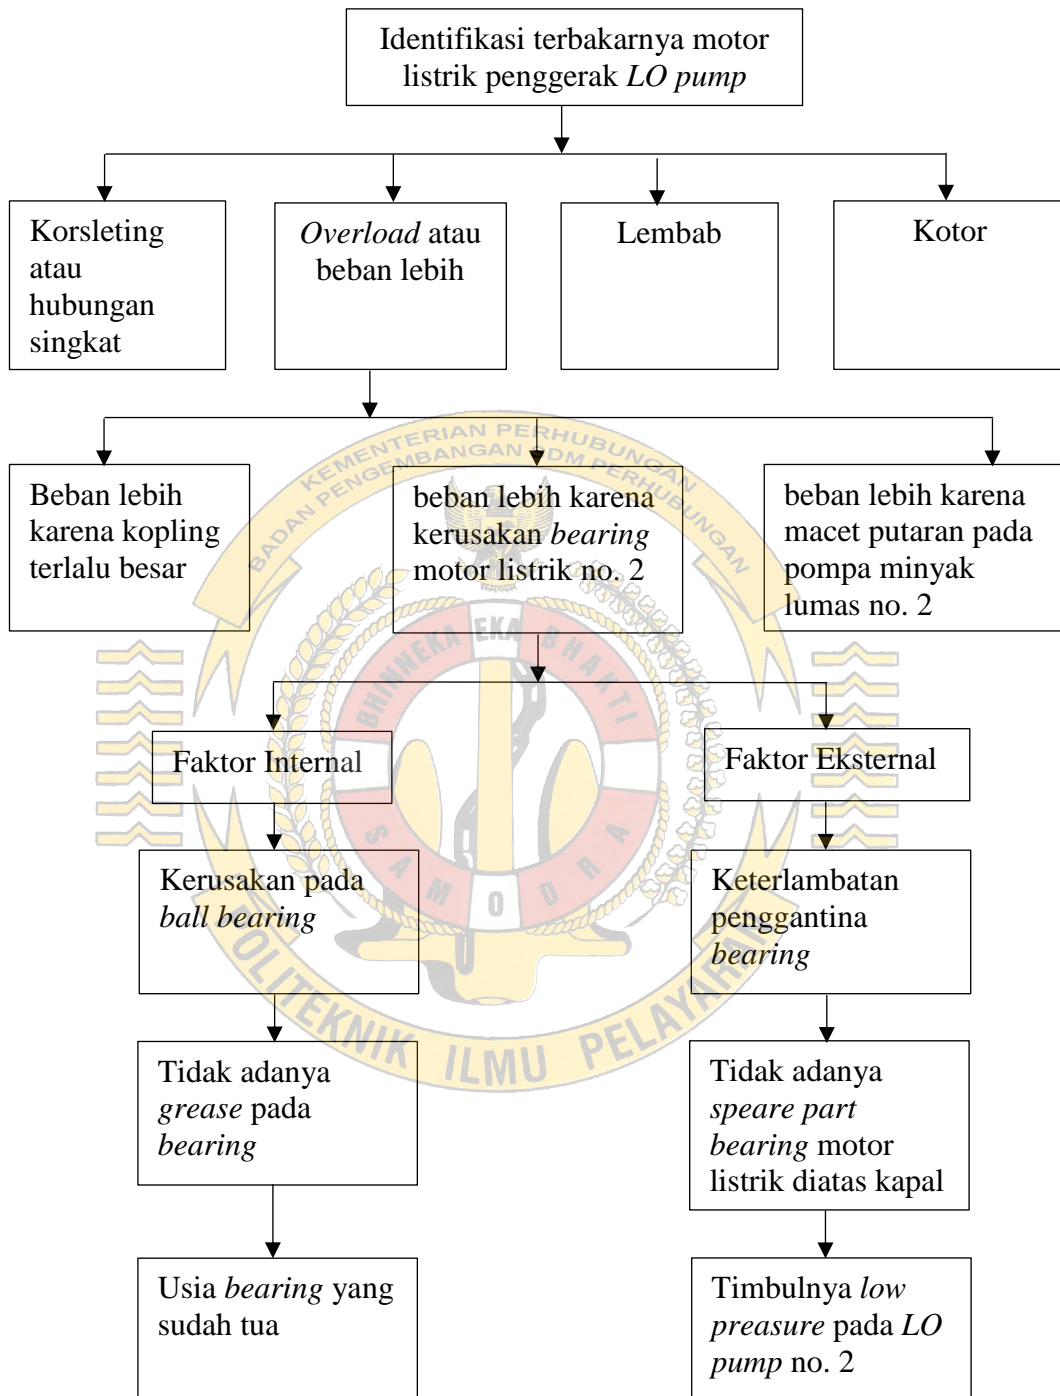 Identifikasi terbakarnya motor
listrik penggerak LO pump
Korsleting
atau
hubungan
singkat
Overload atau
beban lebih
Lembab
Kotor
KEMENTERIAN PERHUBUNGAN
BADAN PENGEMBANGAN SDM PERHUBUNGAN
Beban lebih
karena kopling
terlalu besar
beban lebih karena
kerusakan bearing
motor listrik no. 2
beban lebih karena
macet putaran pada
pompa minyak
lumas no. 2
BHINNEKA EKA BHAKTI
Faktor Internal
Faktor Eksternal
SAMODRA
Kerusakan pada
ball bearing
Keterlambatan
penggantina
bearing
POLITEKNIK ILMU PELAYARAN
Tidak adanya
grease pada
bearing
Tidak adanya
speare part
bearing motor
listrik diatas kapal
Usia bearing yang
sudah tua
Timbulnya low
preasure pada LO
pump no. 2